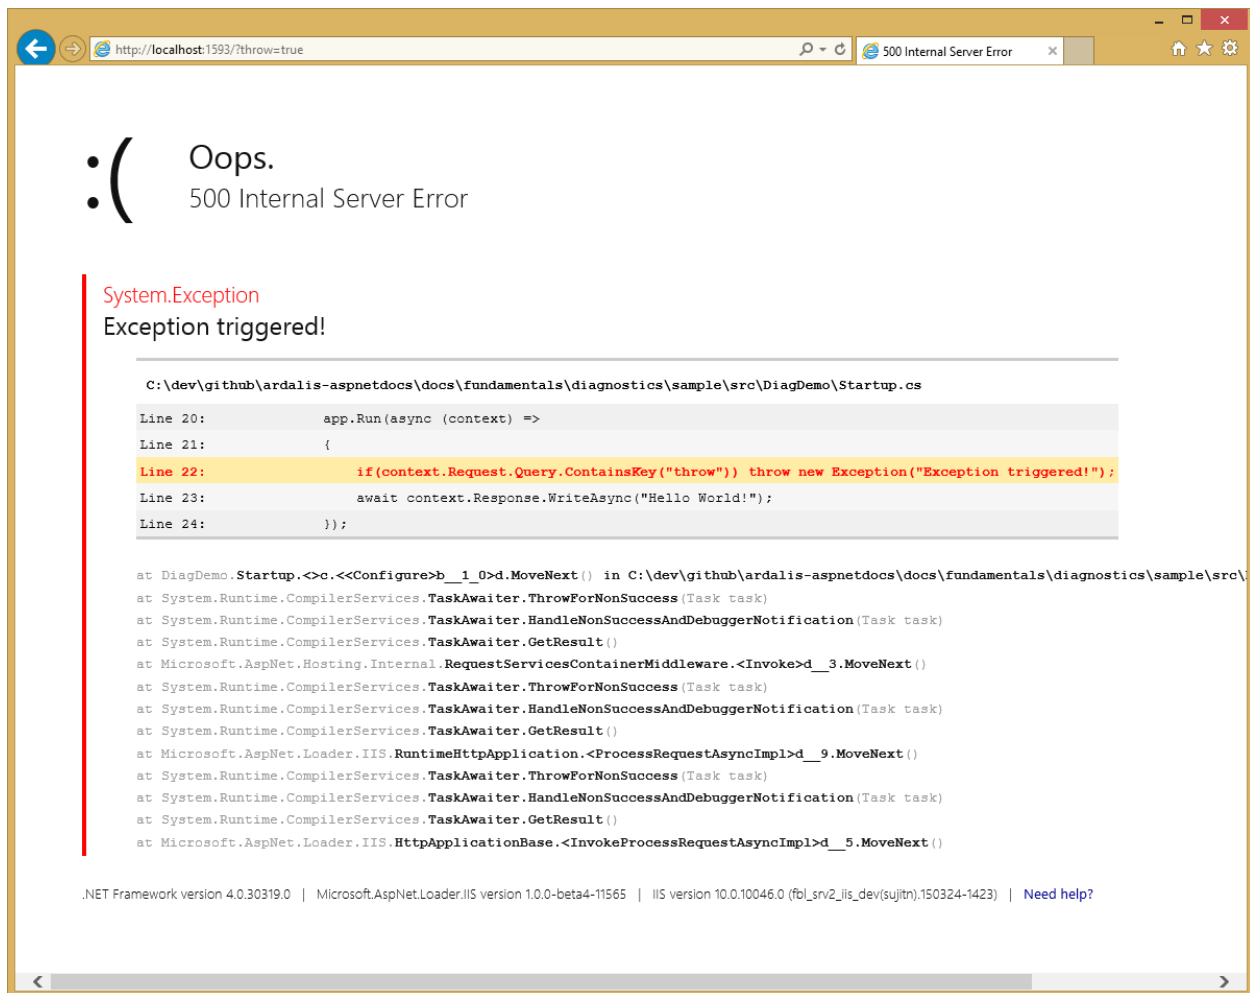 http://localhost:1593/?throw=true
500 Internal Server Error
:(
Oops.
500 Internal Server Error
System.Exception
Exception triggered!
C:\dev\github\ardalis-aspnetdocs\docs\fundamentals\diagnostics\sample\src\DiagDemo\Startup.cs
Line 20: app.Run(async (context) =>
Line 21: {
Line 22: if(context.Request.Query.ContainsKey("throw")) throw new Exception("Exception triggered!");
Line 23: await context.Response.WriteAsync("Hello World!");
Line 24: });
at DiagDemo.Startup.<>c.<<Configure>b__1_0>d.MoveNext() in C:\dev\github\ardalis-aspnetdocs\docs\fundamentals\diagnostics\sample\src\
at System.Runtime.CompilerServices.TaskAwaiter.ThrowForNonSuccess(Task task)
at System.Runtime.CompilerServices.TaskAwaiter.HandleNonSuccessAndDebuggerNotification(Task task)
at System.Runtime.CompilerServices.TaskAwaiter.GetResult()
at Microsoft.AspNet.Hosting.Internal.RequestServicesContainerMiddleware.<Invoke>d__3.MoveNext()
at System.Runtime.CompilerServices.TaskAwaiter.ThrowForNonSuccess(Task task)
at System.Runtime.CompilerServices.TaskAwaiter.HandleNonSuccessAndDebuggerNotification(Task task)
at System.Runtime.CompilerServices.TaskAwaiter.GetResult()
at Microsoft.AspNet.Loader.IIS.RuntimeHttpApplication.<ProcessRequestAsyncImpl>d__9.MoveNext()
at System.Runtime.CompilerServices.TaskAwaiter.ThrowForNonSuccess(Task task)
at System.Runtime.CompilerServices.TaskAwaiter.HandleNonSuccessAndDebuggerNotification(Task task)
at System.Runtime.CompilerServices.TaskAwaiter.GetResult()
at Microsoft.AspNet.Loader.IIS.HttpApplicationBase.<InvokeProcessRequestAsyncImpl>d__5.MoveNext()
.NET Framework version 4.0.30319.0 | Microsoft.AspNet.Loader.IIS version 1.0.0-beta4-11565 | IIS version 10.0.10046.0 (fbl_srv2_iis_dev(sujitn).150324-1423) | Need help?